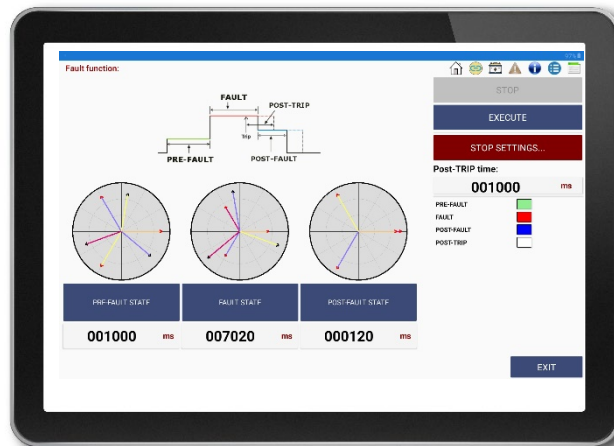 Fault function:
FAULT
POST-TRIP
Trip
PRE-FAULT
POST-FAULT
STOP
EXECUTE
STOP SETTINGS...
Post-TRIP time:
001000 ms
PRE-FAULT
FAULT
POST-FAULT
POST-TRIP
PRE-FAULT STATE
FAULT STATE
POST-FAULT STATE
001000 ms
007020 ms
000120 ms
EXIT